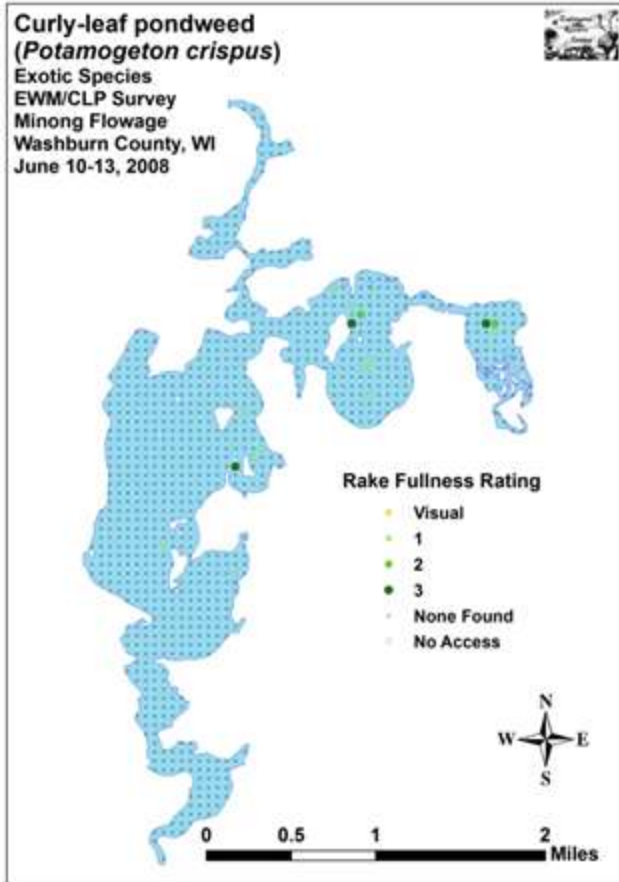 Curly-leaf pondweed
(Potamogeton crispus)
Exotic Species
EWM/CLP Survey
Minong Flowage
Washburn County, WI
June 10-13, 2008
Rake Fullness Rating
Visual
1
2
3
None Found
No Access
N
W E
S
0 0.5 1 2
Miles